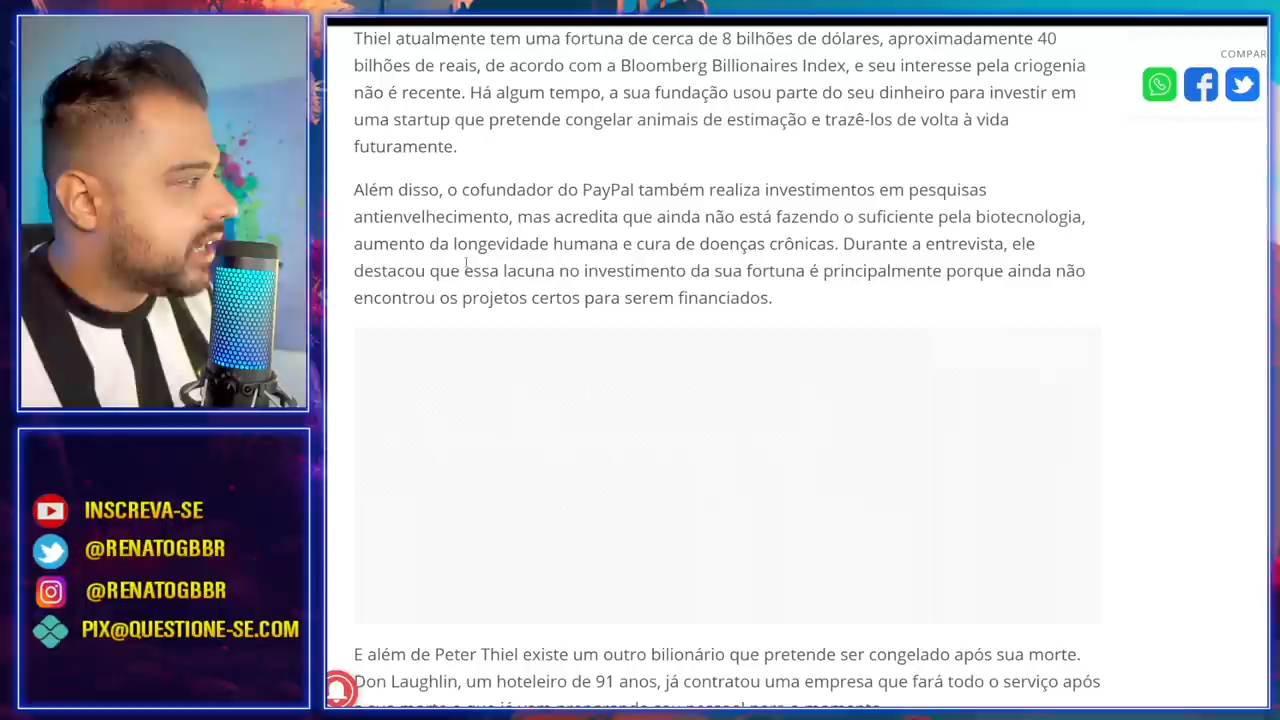 Thiel atualmente tem uma fortuna de cerca de 8 bilhões de dólares, aproximadamente 40
bilhões de reais, de acordo com a Bloomberg Billionaires Index, e seu interesse pela criogenia
não é recente. Há algum tempo, a sua fundação usou parte do seu dinheiro para investir em
uma startup que pretende congelar animais de estimação e trazê-los de volta à vida
futuramente.
COMPAR
Além disso, o cofundador do PayPal também realiza investimentos em pesquisas
antienvelhecimento, mas acredita que ainda não está fazendo o suficiente pela biotecnologia,
aumento da longevidade humana e cura de doenças crônicas. Durante a entrevista, ele
destacou que essa lacuna no investimento da sua fortuna é principalmente porque ainda não
encontrou os projetos certos para serem financiados.
E além de Peter Thiel existe um outro bilionário que pretende ser congelado após sua morte.
Don Laughlin, um hoteleiro de 91 anos, já contratou uma empresa que fará todo o serviço após
INSCREVA-SE
@RENATOGBBR
@RENATOGBBR
PIX@QUESTIONE-SE.COM